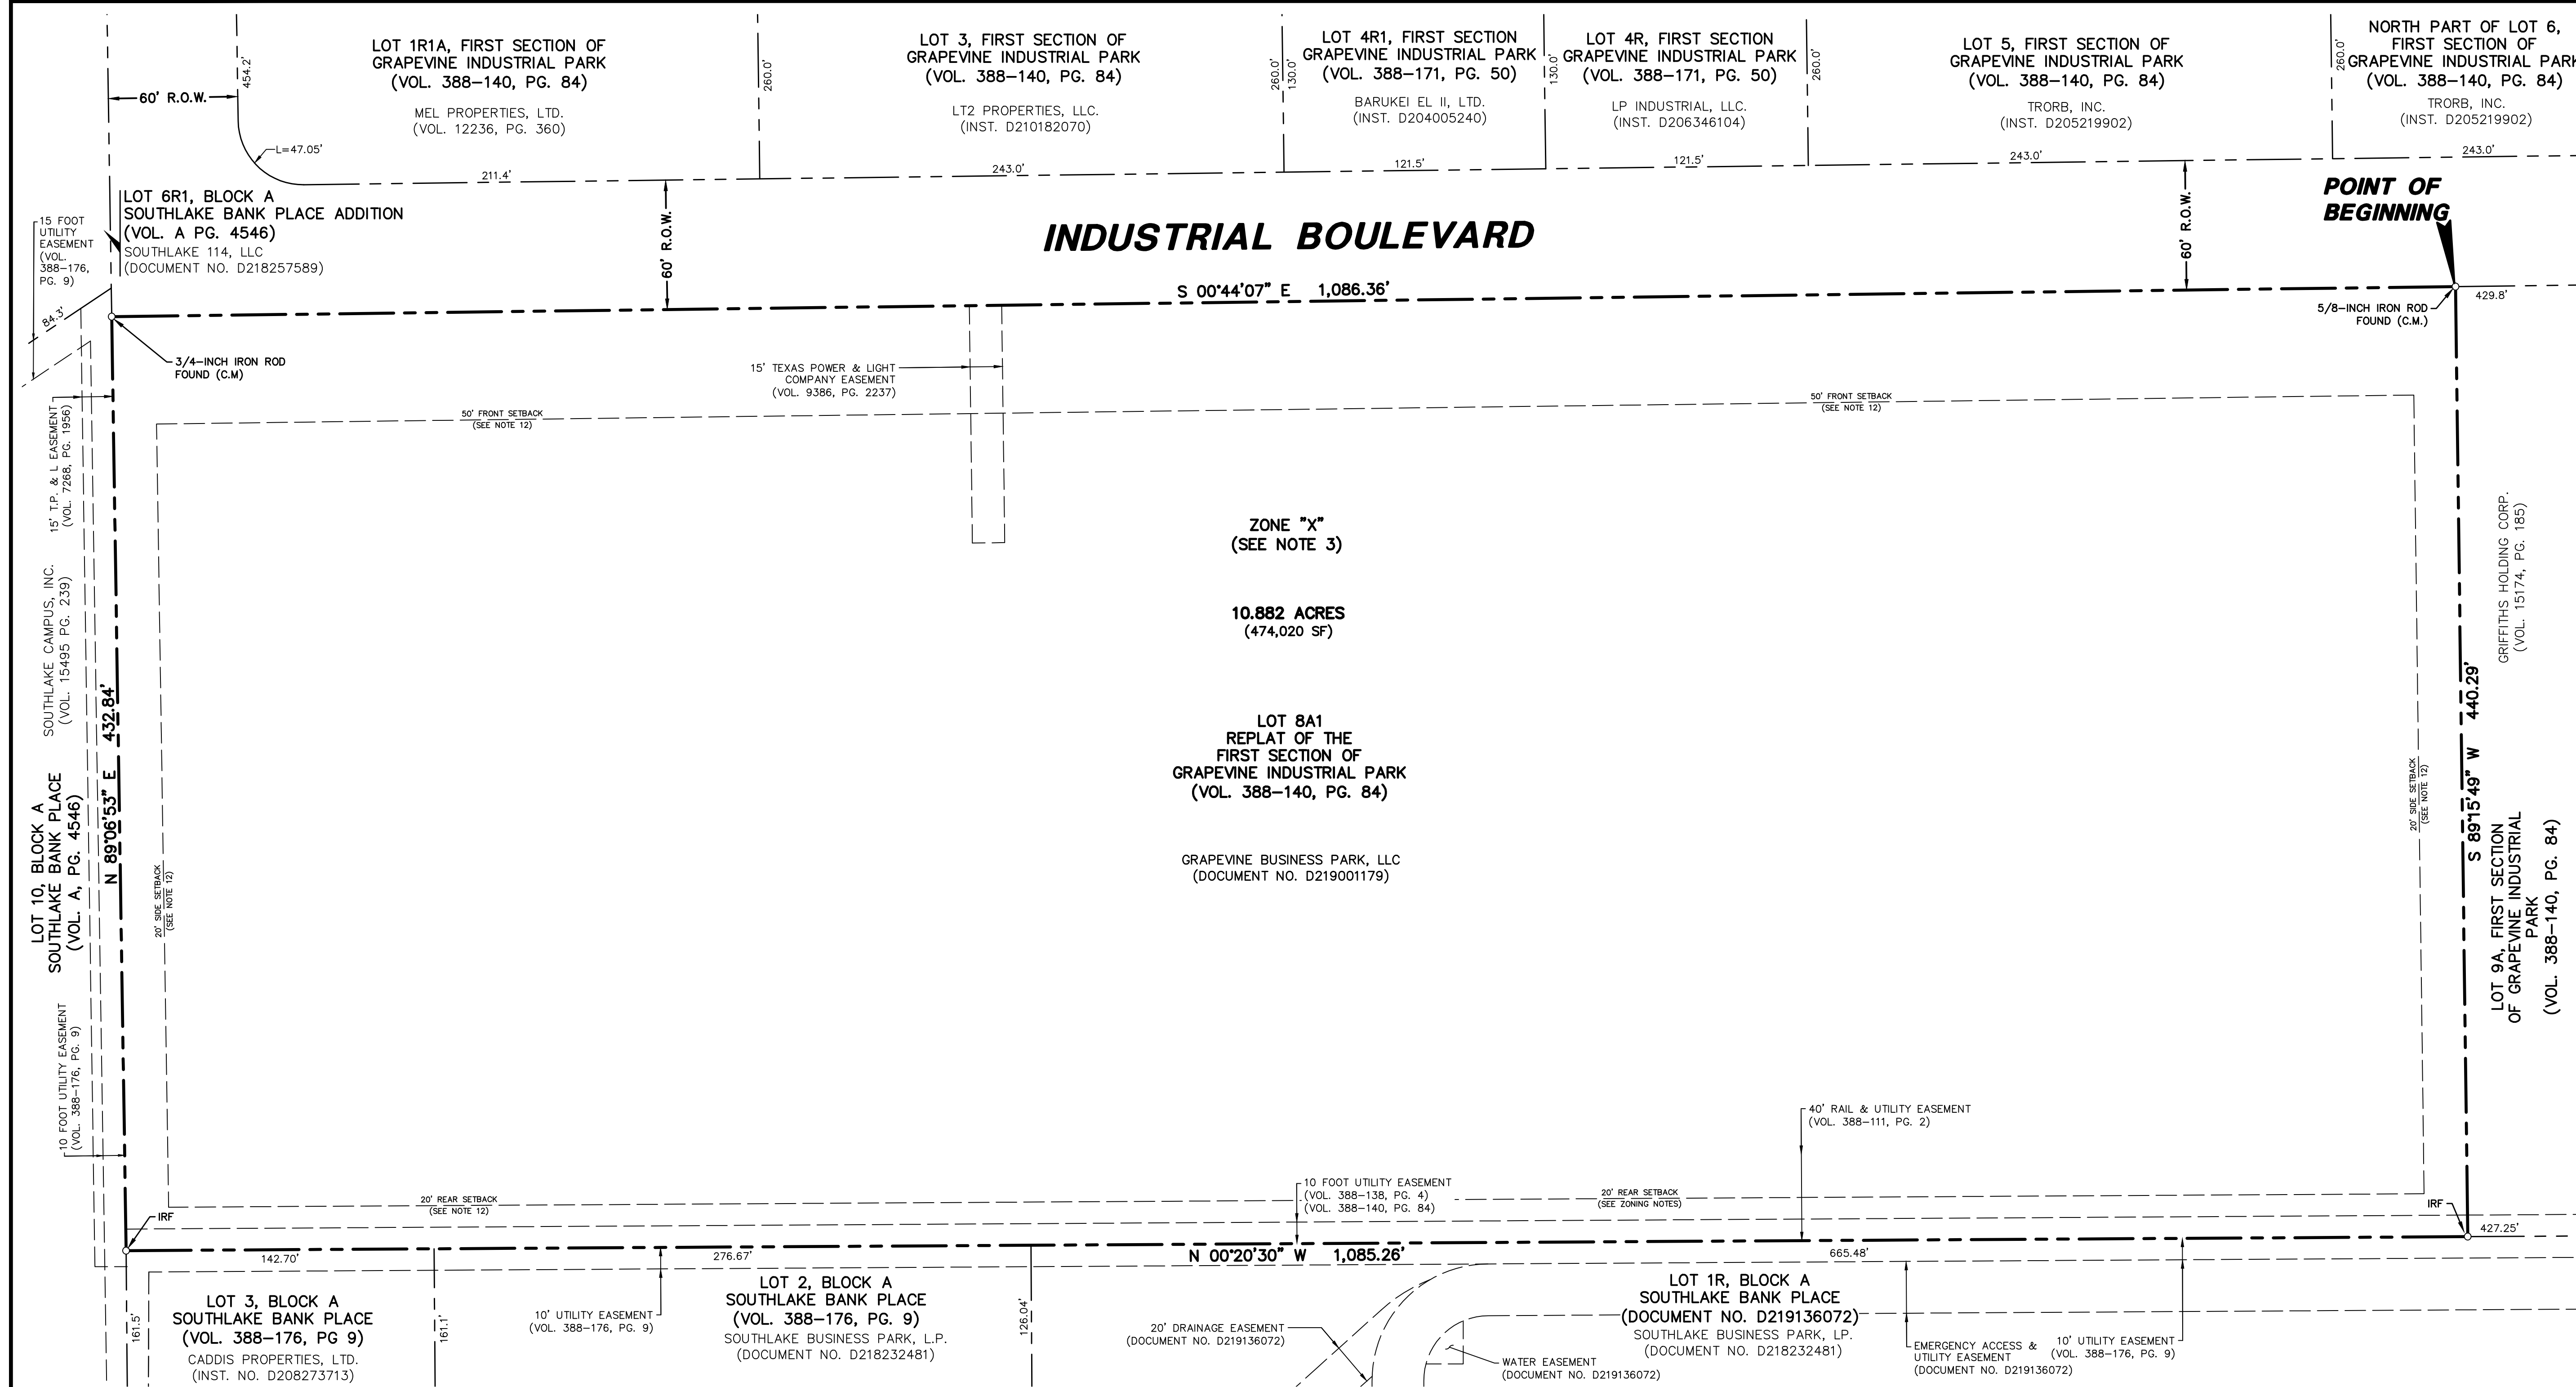 LOT 1R1A, FIRST SECTION OF
GRAPEVINE INDUSTRIAL PARK
(VOL. 388-140, PG. 84)
MEL PROPERTIES, LTD.
(VOL. 12236, PG. 360)
454.2'
60' R.O.W.
L=47.05'
211.4'
260.0'
LOT 3, FIRST SECTION OF
GRAPEVINE INDUSTRIAL PARK
(VOL. 388-140, PG. 84)
LT2 PROPERTIES, LLC.
(INST. D210182070)
243.0'
260.0'
130.0'
LOT 4R1, FIRST SECTION
GRAPEVINE INDUSTRIAL PARK
(VOL. 388-171, PG. 50)
BARUKEI EL II, LTD.
(INST. D204005240)
121.5'
130.0'
LOT 4R, FIRST SECTION
GRAPEVINE INDUSTRIAL PARK
(VOL. 388-171, PG. 50)
LP INDUSTRIAL, LLC.
(INST. D206346104)
121.5'
260.0'
LOT 5, FIRST SECTION OF
GRAPEVINE INDUSTRIAL PARK
(VOL. 388-140, PG. 84)
TRORB, INC.
(INST. D205219902)
243.0'
260.0'
NORTH PART OF LOT 6,
FIRST SECTION OF
GRAPEVINE INDUSTRIAL PARK
(VOL. 388-140, PG. 84)
TRORB, INC.
(INST. D205219902)
243.0'
LOT 6R1, BLOCK A
SOUTHLAKE BANK PLACE ADDITION
(VOL. A PG. 4546)
SOUTHLAKE 114, LLC
(DOCUMENT NO. D218257589)
15 FOOT
UTILITY
EASEMENT
(VOL.
388-176,
PG. 9)
84.3'
60' R.O.W.
INDUSTRIAL BOULEVARD
60' R.O.W.
POINT OF
BEGINNING
S 00°44'07" E 1,086.36'
429.8'
5/8-INCH IRON ROD
FOUND (C.M.)
3/4-INCH IRON ROD
FOUND (C.M)
15' TEXAS POWER & LIGHT
COMPANY EASEMENT
(VOL. 9386, PG. 2237)
50' FRONT SETBACK
(SEE NOTE 12)
50' FRONT SETBACK
(SEE NOTE 12)
15' T.P. & L EASEMENT
(VOL. 7268, PG. 1956)
SOUTHLAKE CAMPUS, INC.
(VOL. 15495 PG. 239)
N 89°06'53" E 432.84'
LOT 10, BLOCK A
SOUTHLAKE BANK PLACE
(VOL. A, PG. 4546)
20' SIDE SETBACK
(SEE NOTE 12)
10 FOOT UTILITY EASEMENT
(VOL. 388-176, PG. 9)
ZONE "X"
(SEE NOTE 3)
10.882 ACRES
(474,020 SF)
LOT 8A1
REPLAT OF THE
FIRST SECTION OF
GRAPEVINE INDUSTRIAL PARK
(VOL. 388-140, PG. 84)
GRAPEVINE BUSINESS PARK, LLC
(DOCUMENT NO. D219001179)
20' SIDE SETBACK
(SEE NOTE 12)
S 89°15'49" W 440.29'
GRIFFITHS HOLDING CORP.
(VOL. 15174, PG. 185)
LOT 9A, FIRST SECTION
OF GRAPEVINE INDUSTRIAL
PARK
(VOL. 388-140, PG. 84)
40' RAIL & UTILITY EASEMENT
(VOL. 388-111, PG. 2)
10 FOOT UTILITY EASEMENT
(VOL. 388-138, PG. 4)
(VOL. 388-140, PG. 84)
20' REAR SETBACK
(SEE NOTE 12)
20' REAR SETBACK
(SEE ZONING NOTES)
IRF
IRF
427.25'
142.70'
276.67'
N 00°20'30" W 1,085.26'
665.48'
161.5'
LOT 3, BLOCK A
SOUTHLAKE BANK PLACE
(VOL. 388-176, PG 9)
CADDIS PROPERTIES, LTD.
(INST. NO. D208273713)
161.1'
10' UTILITY EASEMENT
(VOL. 388-176, PG. 9)
LOT 2, BLOCK A
SOUTHLAKE BANK PLACE
(VOL. 388-176, PG. 9)
SOUTHLAKE BUSINESS PARK, L.P.
(DOCUMENT NO. D218232481)
126.04'
20' DRAINAGE EASEMENT
(DOCUMENT NO. D219136072)
WATER EASEMENT
(DOCUMENT NO. D219136072)
LOT 1R, BLOCK A
SOUTHLAKE BANK PLACE
(DOCUMENT NO. D219136072)
SOUTHLAKE BUSINESS PARK, LP.
(DOCUMENT NO. D218232481)
EMERGENCY ACCESS &
UTILITY EASEMENT
(DOCUMENT NO. D219136072)
10' UTILITY EASEMENT
(VOL. 388-176, PG. 9)